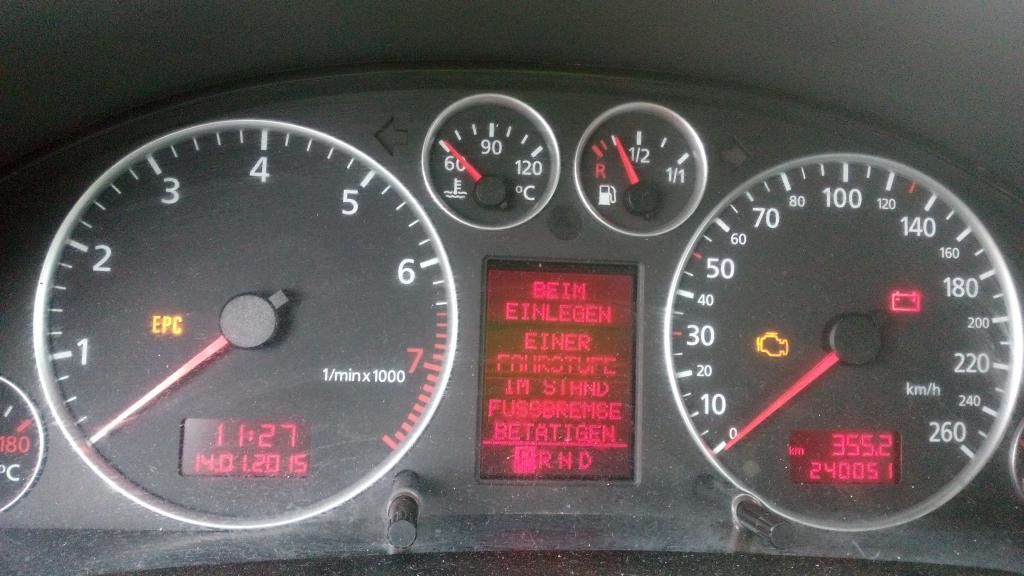 60 90 120
°C
R 1/2 1/1
1 2 3 4 5 6 7
EPC
1/min x 1000
11:27
14.01.2015
180
°C
BEIM
EINLEGEN
EINER
FAHRSTUFE
IM STAND
FUSSBREMSE
BETÄTIGEN
P R N D
0 10 20 30 40 50 60 70 80 100 120 140 160 180 200 220 240 260
km/h
km 355.2
240051